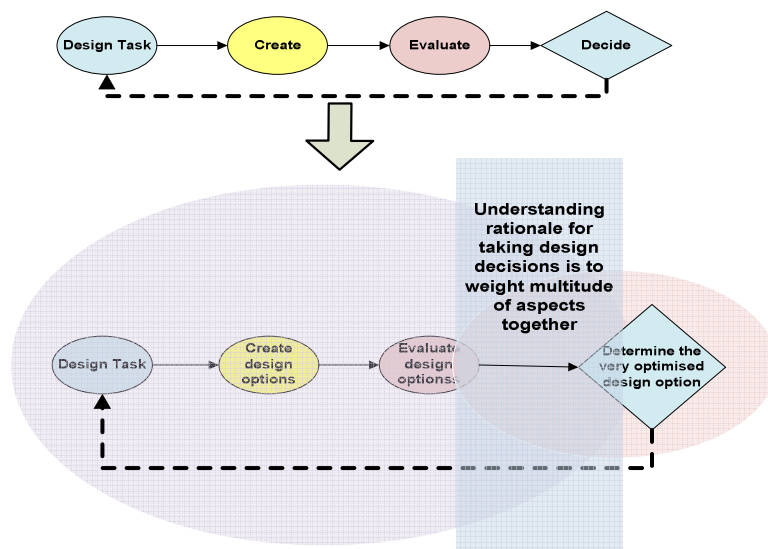 Design Task
Create
Evaluate
Decide
Understanding
rationale for
taking design
decisions is to
weight multitude
of aspects
together
Design Task
Create
design
options
Evaluate
design
optionss
Determine the
very optimised
design option